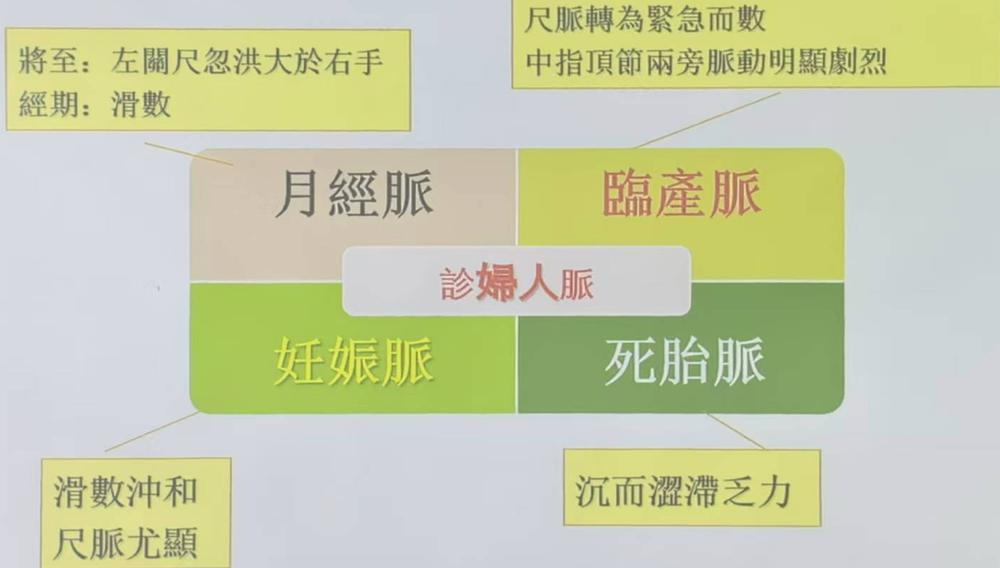 將至：左關尺忽洪大於右手
經期：滑數
尺脈轉為緊急而數
中指頂節兩旁脈動明顯劇烈
月經脈
臨產脈
診婦人脈
妊娠脈
死胎脈
滑數沖和
尺脈尤顯
沉而澀滯乏力